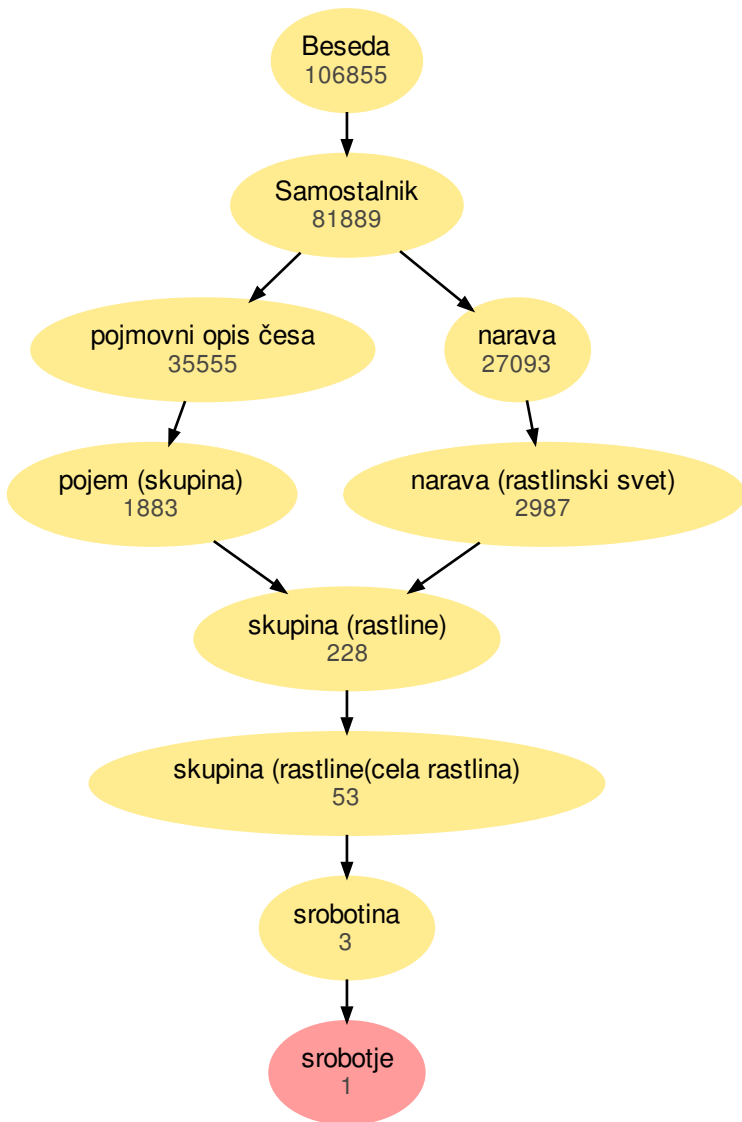 Beseda
106855
Samostalnik
81889
pojmovni opis česa
35555
narava
27093
pojem (skupina)
1883
narava (rastlinski svet)
2987
skupina (rastline)
228
skupina (rastline(cela rastlina)
53
srobotina
3
srobotje
1